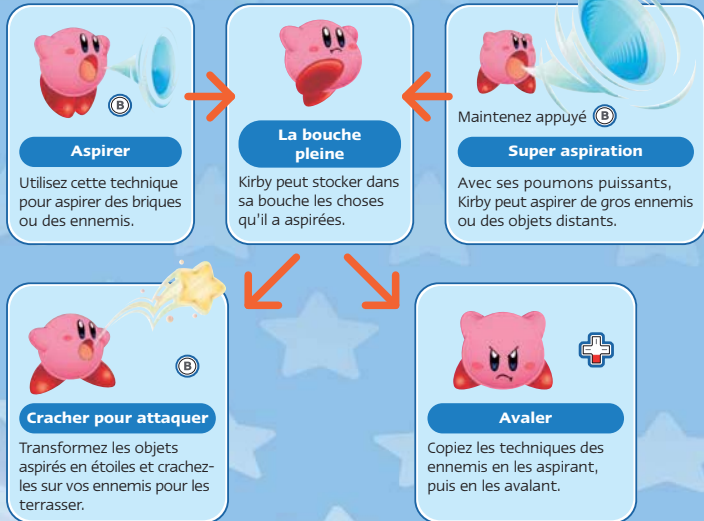 B
Aspirer
Utilisez cette technique
pour aspirer des briques
ou des ennemis.
La bouche
pleine
Kirby peut stocker dans
sa bouche les choses
qu'il a aspirées.
Maintenez appuyé B
Super aspiration
Avec ses poumons puissants,
Kirby peut aspirer de gros ennemis
ou des objets distants.
B
Cracher pour attaquer
Transformez les objets
aspirés en étoiles et crachez-
les sur vos ennemis pour les
terrasser.
Avaler
Copiez les techniques des
ennemis en les aspirant,
puis en les avalant.